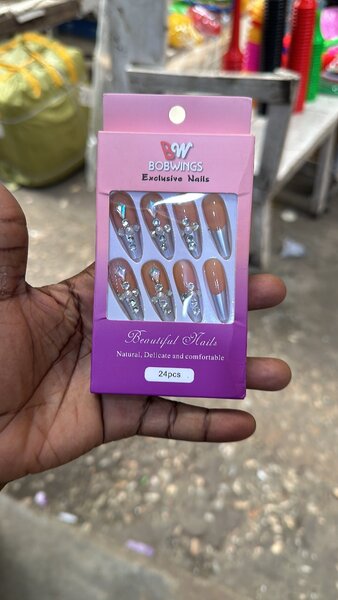 BW
BOBWINGS
Exclusive Nails
Beautiful Nails
Natural, Delicate and comfortable
24pcs